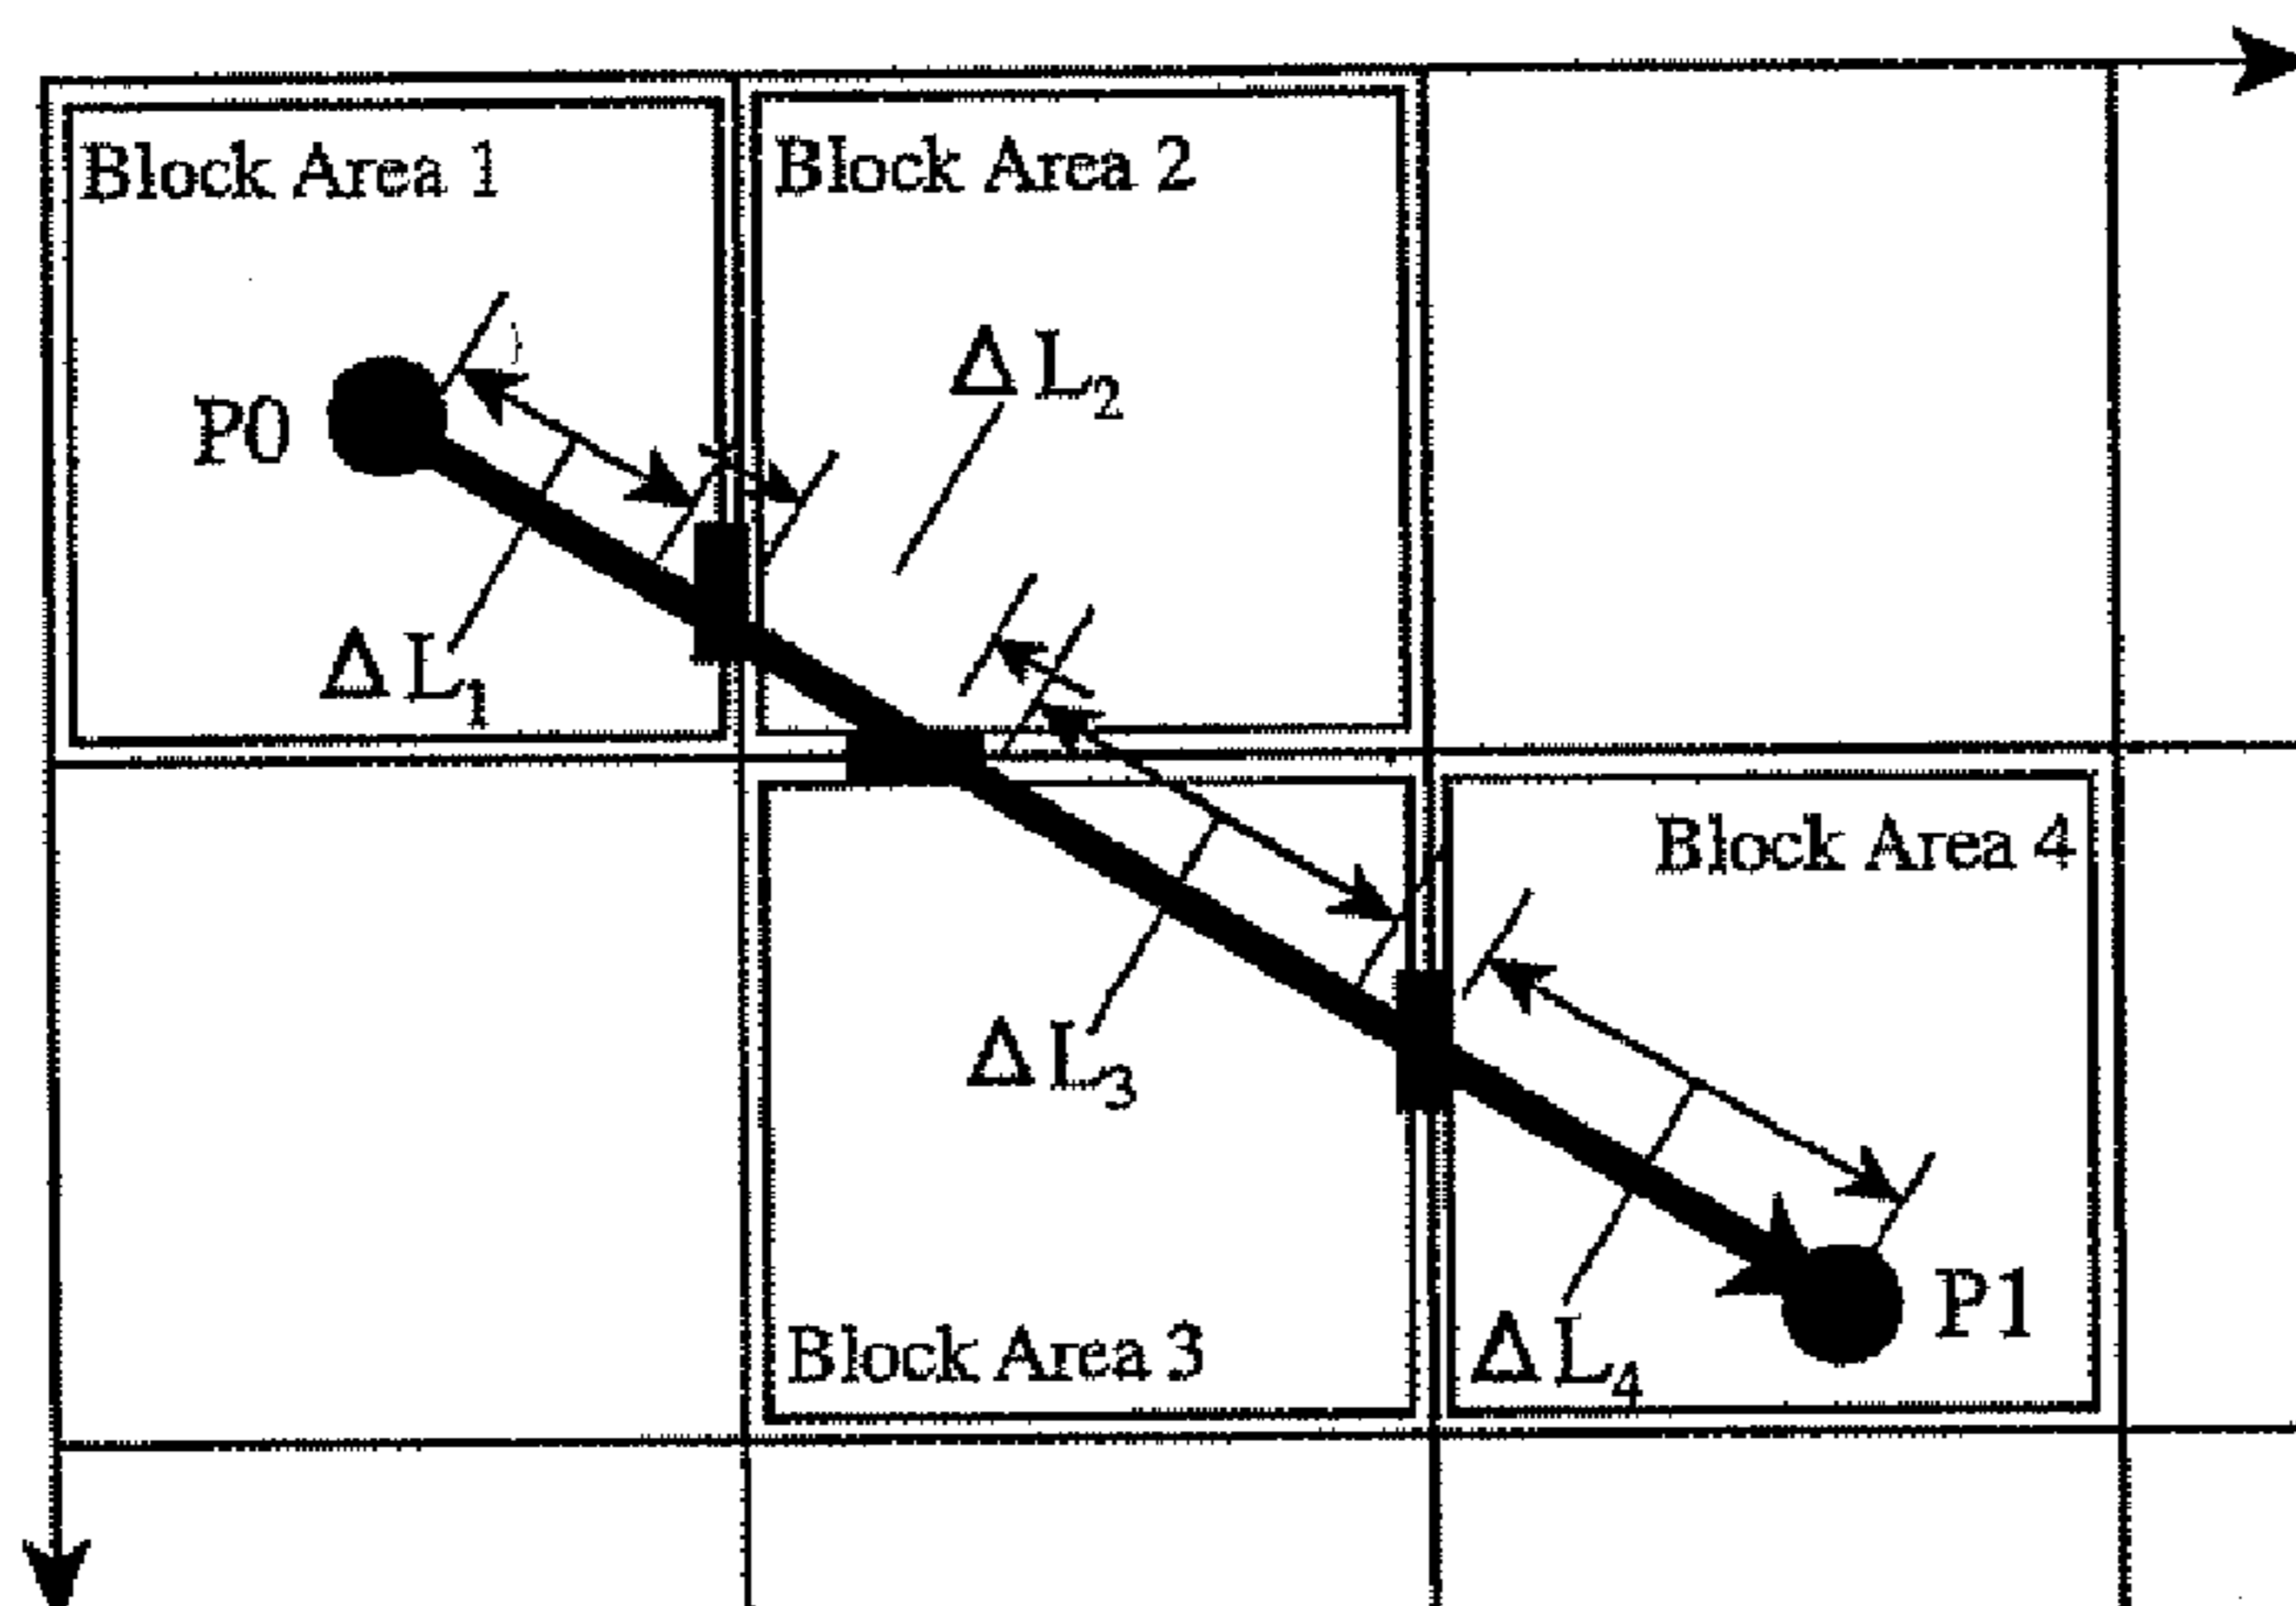 Block Area 1
Block Area 2
ΔL₂
P0
ΔL₁
Block Area 4
ΔL₃
P1
Block Area 3
ΔL₄